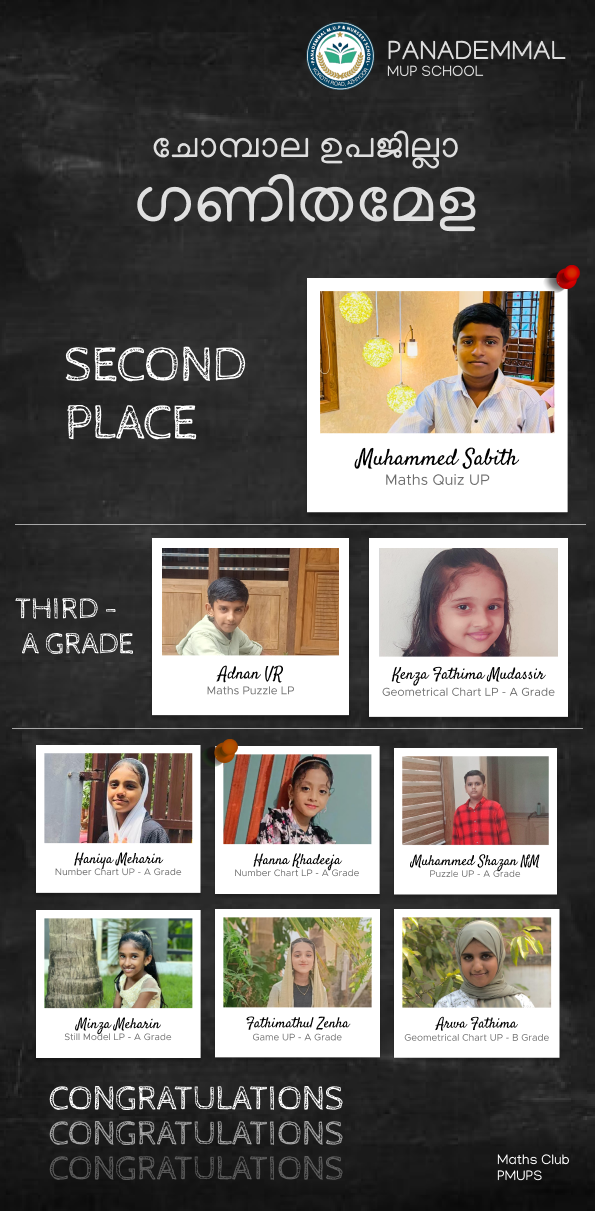 PANADEMMAL M.U.P & NURSERY SCHOOL
KOROTH ROAD, AZHIYOOR
PANADEMMAL
MUP SCHOOL
ചോമ്പാല ഉപജില്ലാ
ഗണിതമേള
SECOND
PLACE
Muhammed Sabith
Maths Quiz UP
THIRD -
A GRADE
Adnan VR
Maths Puzzle LP
Kenza Fathima Mudassir
Geometrical Chart LP - A Grade
Haniya Meharin
Number Chart UP - A Grade
Hanna Khadeeja
Number Chart LP - A Grade
Muhammed Shazan NM
Puzzle UP - A Grade
Minza Meharin
Still Model LP - A Grade
Fathimathul Zenha
Game UP - A Grade
Arwa Fathima
Geometrical Chart UP - B Grade
CONGRATULATIONS
CONGRATULATIONS
CONGRATULATIONS
Maths Club
PMUPS